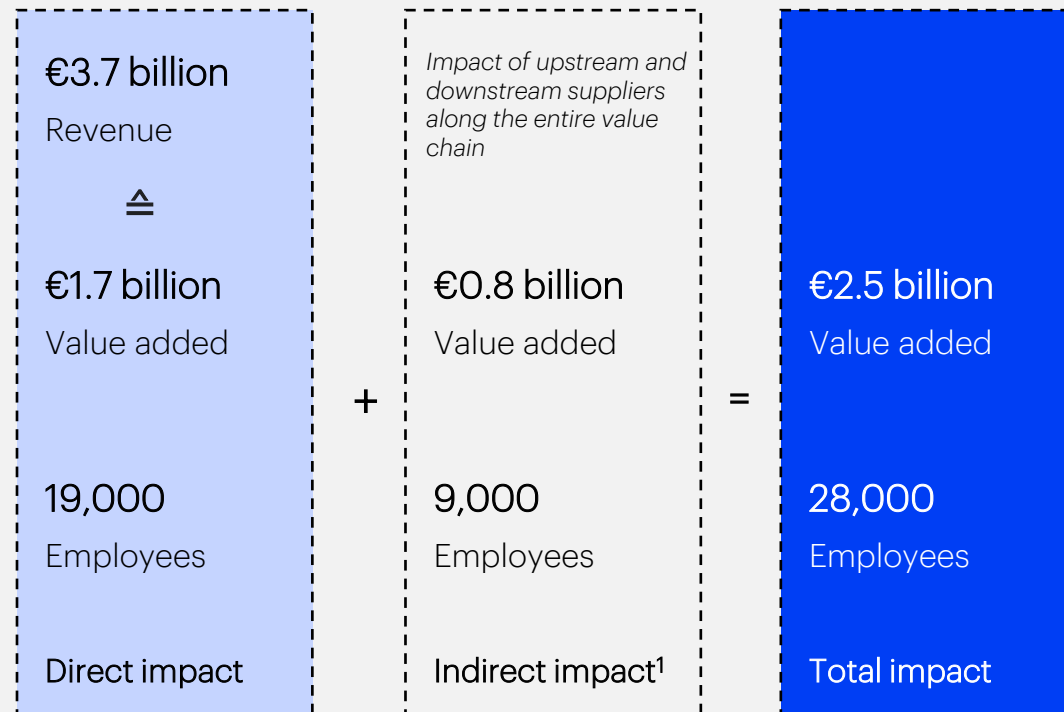 €3.7 billion
Revenue
≙
€1.7 billion
Value added
19,000
Employees
Direct impact
+
Impact of upstream and
downstream suppliers
along the entire value
chain
€0.8 billion
Value added
9,000
Employees
Indirect impact¹
=
€2.5 billion
Value added
28,000
Employees
Total impact